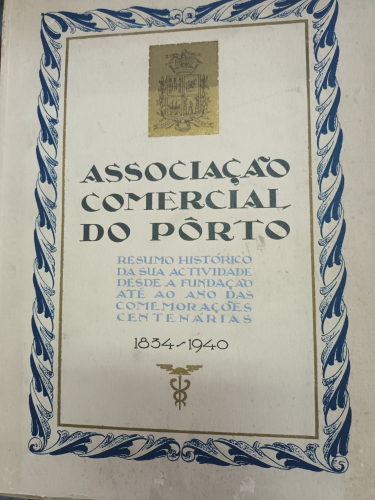 ASSOCIAÇÃO
COMERCIAL
DO PÔRTO
RESUMO HISTÓRICO
DA SUA ACTIVIDADE
DESDE A FUNDAÇÃO
ATÉ AO ANO DAS
COMEMORAÇÕES
CENTENÁRIAS
1834-1940